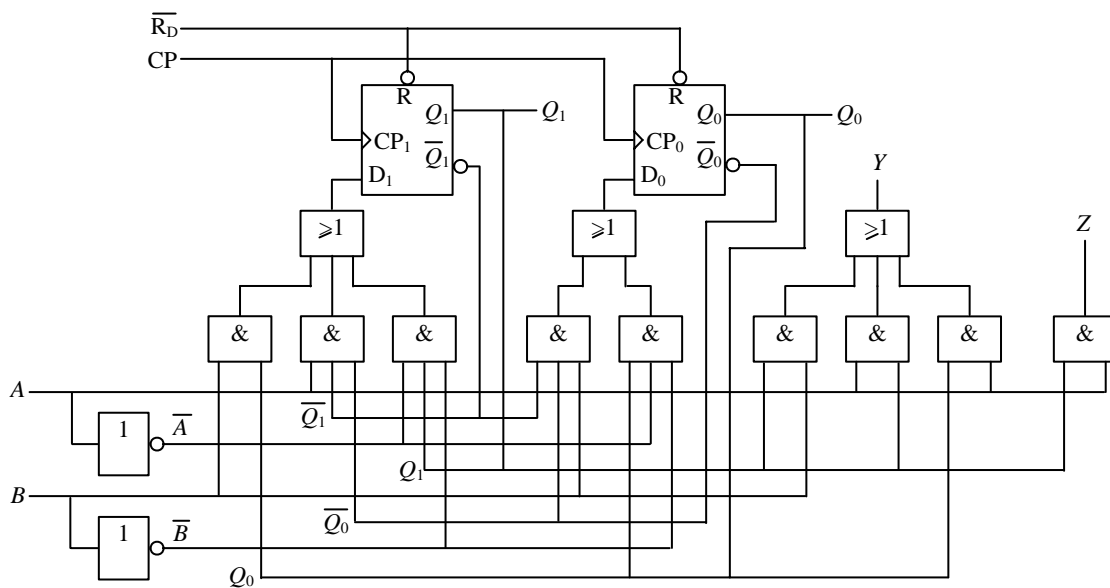 R̅_D̅
CP
R R
Q₁ Q₁ Q₀ Q₀
CP₁ Q̅₁ CP₀ Q̅₀
D₁ D₀ Y
⩾1 ⩾1 ⩾1 Z
& & & & & & & & &
A
Q̅₁
1 A̅
Q₁
B
Q̅₀
1 B̅
Q₀